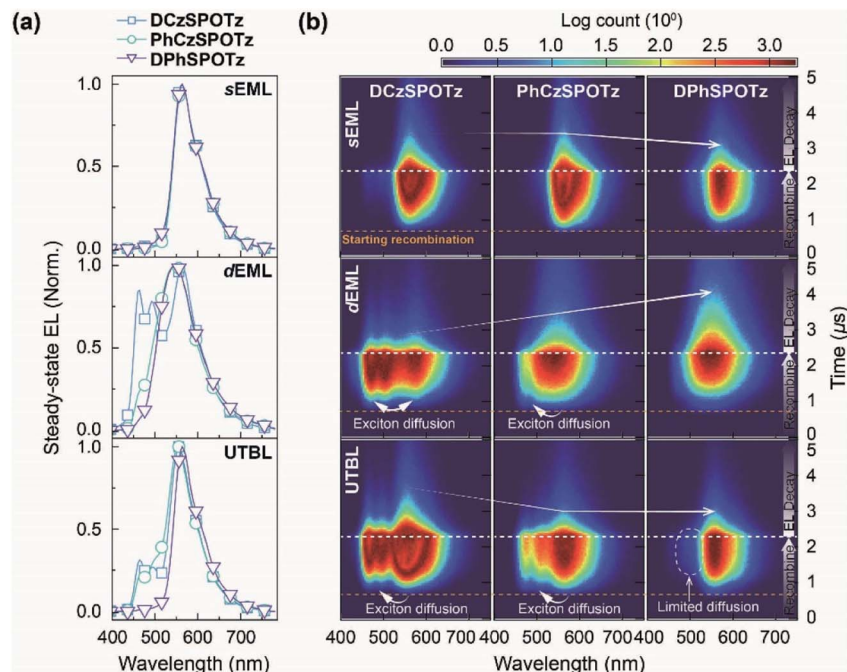 (a)
DCzSPOTz
PhCzSPOTz
DPhSPOTz
Steady-state EL (Norm.)
1.0
0.5
0.0
sEML
1.0
0.5
0.0
dEML
1.0
0.5
0.0
UTBL
400 500 600 700
Wavelength (nm)
(b)
Log count (10⁰)
0.0 0.5 1.0 1.5 2.0 2.5 3.0
DCzSPOTz PhCzSPOTz DPhSPOTz
sEML
Starting recombination
5
4
3
2
1
0
Recombine EL Decay
dEML
Exciton diffusion
Exciton diffusion
5
4
3
2
1
0
Recombine EL Decay
UTBL
Exciton diffusion
Exciton diffusion
Limited diffusion
5
4
3
2
1
0
Recombine EL Decay
Time (µs)
400 500 600 400 500 600 400 500 600 700
Wavelength (nm)